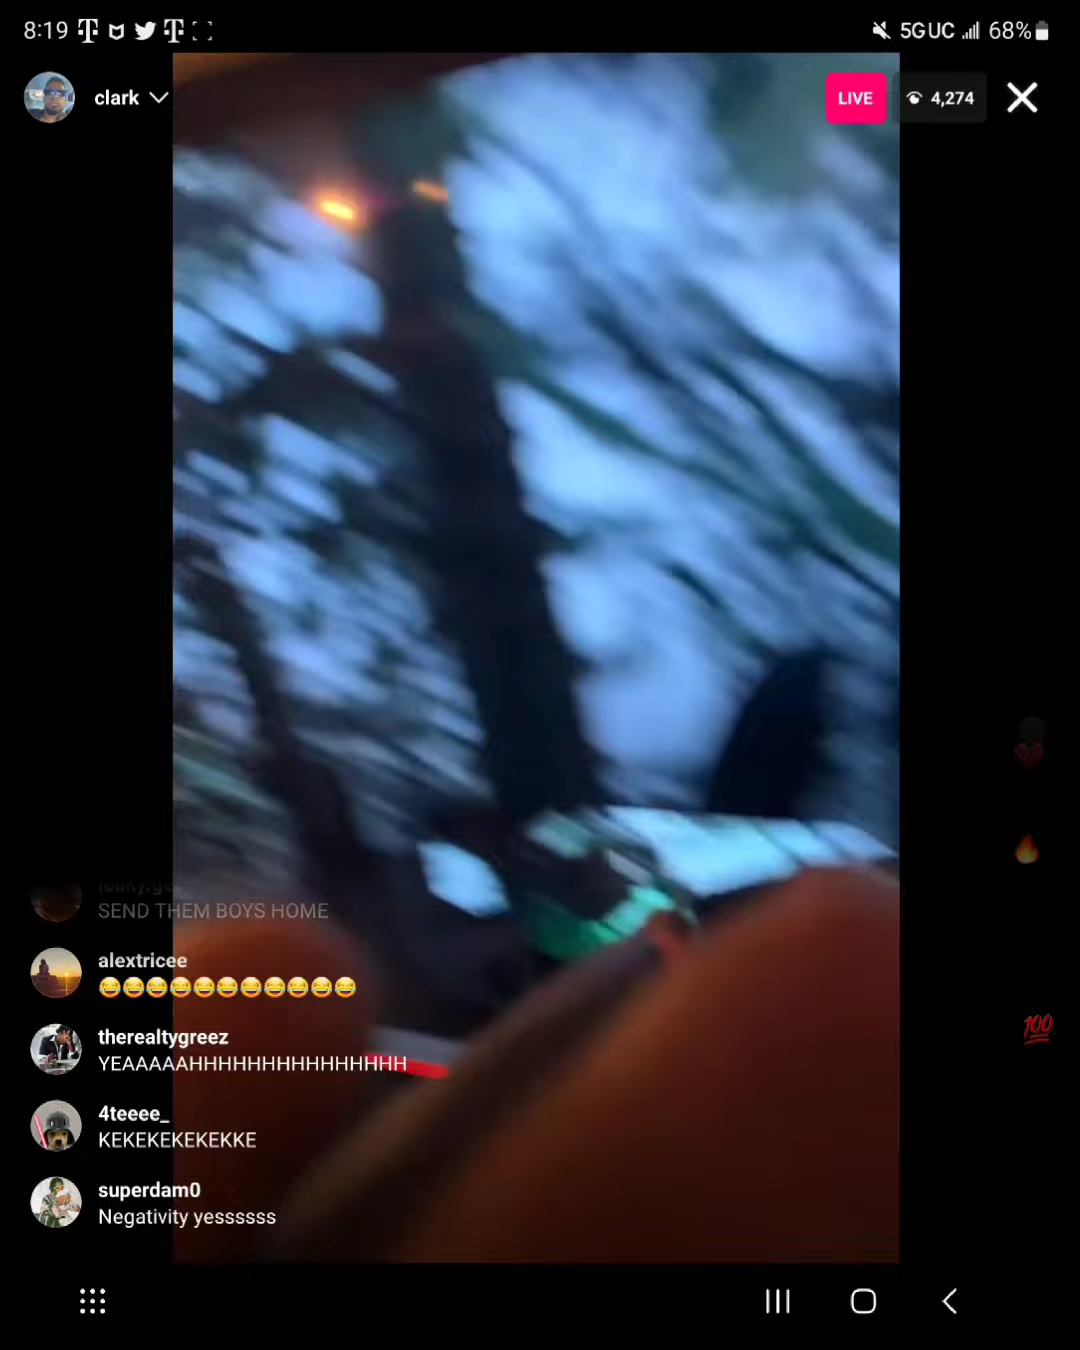 8:19
5GUC
68%
clark
LIVE
4,274
SEND THEM BOYS HOME
alextricee
😂😂😂😂😂😂😂😂😂😂😂
therealtygreez
YEAAAAAHHHHHHHHHHHHHHH
4teeee_
KEKEKEKEKEKKE
superdam0
Negativity yessssss
💯